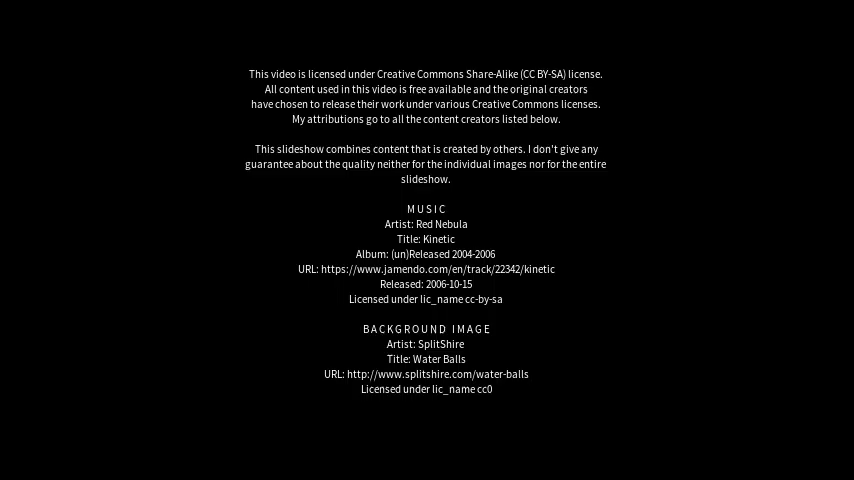 This video is licensed under Creative Commons Share-Alike (CC BY-SA) license.
All content used in this video is free available and the original creators
have chosen to release their work under various Creative Commons licenses.
My attributions go to all the content creators listed below.
This slideshow combines content that is created by others. I don't give any
guarantee about the quality neither for the individual images nor for the entire
slideshow.
MUSIC
Artist: Red Nebula
Title: Kinetic
Album: (un)Released 2004-2006
URL: https://www.jamendo.com/en/track/22342/kinetic
Released: 2006-10-15
Licensed under lic_name cc-by-sa
BACKGROUND IMAGE
Artist: SplitShire
Title: Water Balls
URL: http://www.splitshire.com/water-balls
Licensed under lic_name cc0